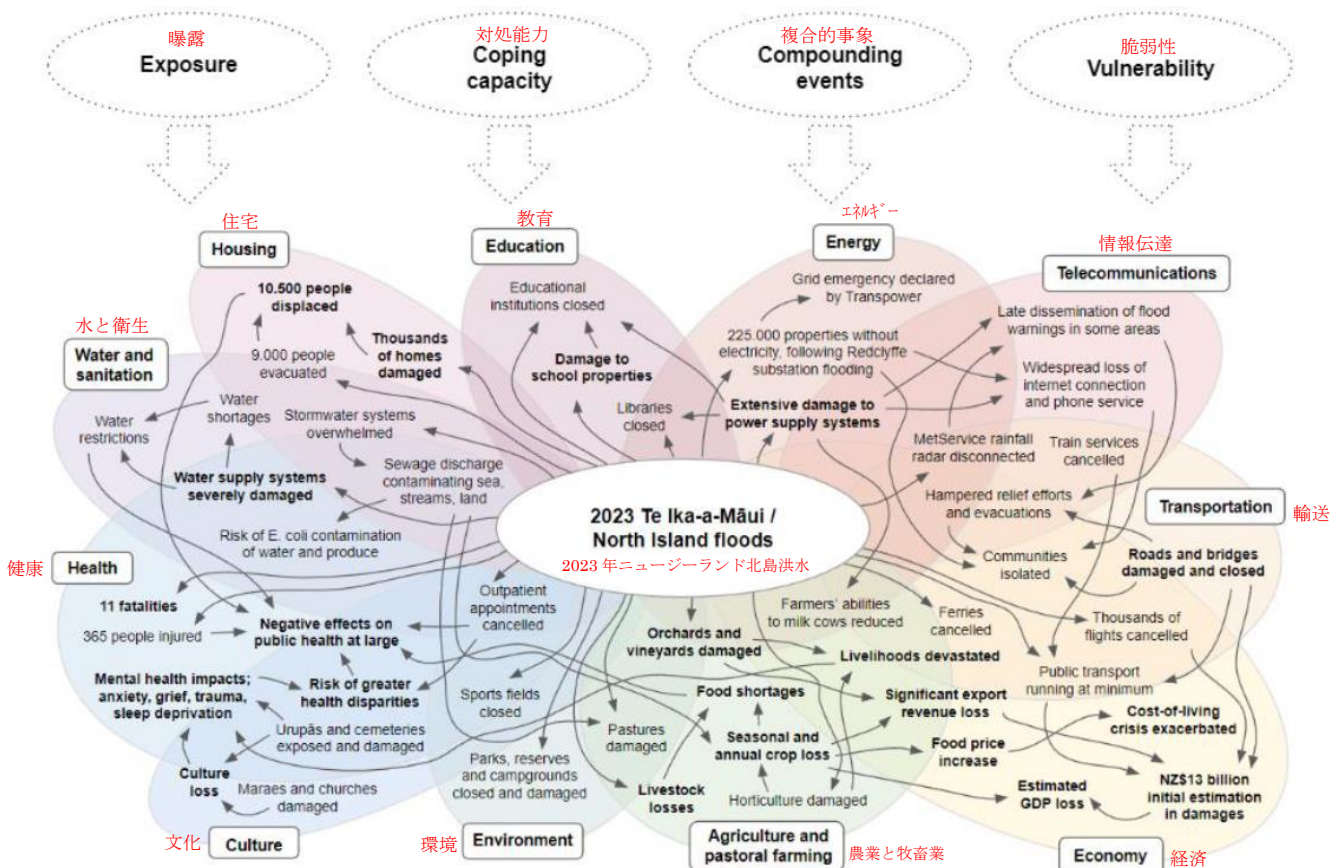 曝露
Exposure
対処能力
Coping
capacity
複合的事象
Compounding
events
脆弱性
Vulnerability
住宅
Housing
10.500 people
displaced
9.000 people
evacuated
Thousands
of homes
damaged
教育
Education
Educational
institutions closed
Damage to
school properties
Libraries
closed
エネルギー
Energy
Grid emergency declared
by Transpower
225.000 properties without
electricity, following Redclyffe
substation flooding
Extensive damage to
power supply systems
情報伝達
Telecommunications
Late dissemination of flood
warnings in some areas
Widespread loss of
internet connection
and phone service
MetService rainfall
radar disconnected
水と衛生
Water and
sanitation
Water
shortages
Water
restrictions
Stormwater systems
overwhelmed
Water supply systems
severely damaged
Sewage discharge
contaminating sea,
streams, land
Risk of E. coli contamination
of water and produce
2023 Te Ika-a-Māui /
North Island floods
2023 年ニュージーランド北島洪水
Train services
cancelled
Hampered relief efforts
and evacuations
Transportation
輸送
Communities
isolated
Roads and bridges
damaged and closed
Ferries
cancelled
Thousands of
flights cancelled
Public transport
running at minimum
健康
Health
11 fatalities
365 people injured
Negative effects on
public health at large
Outpatient
appointments
cancelled
Mental health impacts;
anxiety, grief, trauma,
sleep deprivation
Risk of greater
health disparities
Urupās and cemeteries
exposed and damaged
Culture
loss
Maraes and churches
damaged
文化
Culture
Sports fields
closed
Parks, reserves
and campgrounds
closed and damaged
Pastures
damaged
環境
Environment
Farmers' abilities
to milk cows reduced
Orchards and
vineyards damaged
Livelihoods devastated
Food shortages
Seasonal and
annual crop loss
Livestock
losses
Horticulture damaged
Agriculture and
pastoral farming
農業と牧畜業
Significant export
revenue loss
Food price
increase
Cost-of-living
crisis exacerbated
Estimated
GDP loss
NZ$13 billion
initial estimation
in damages
Economy
経済